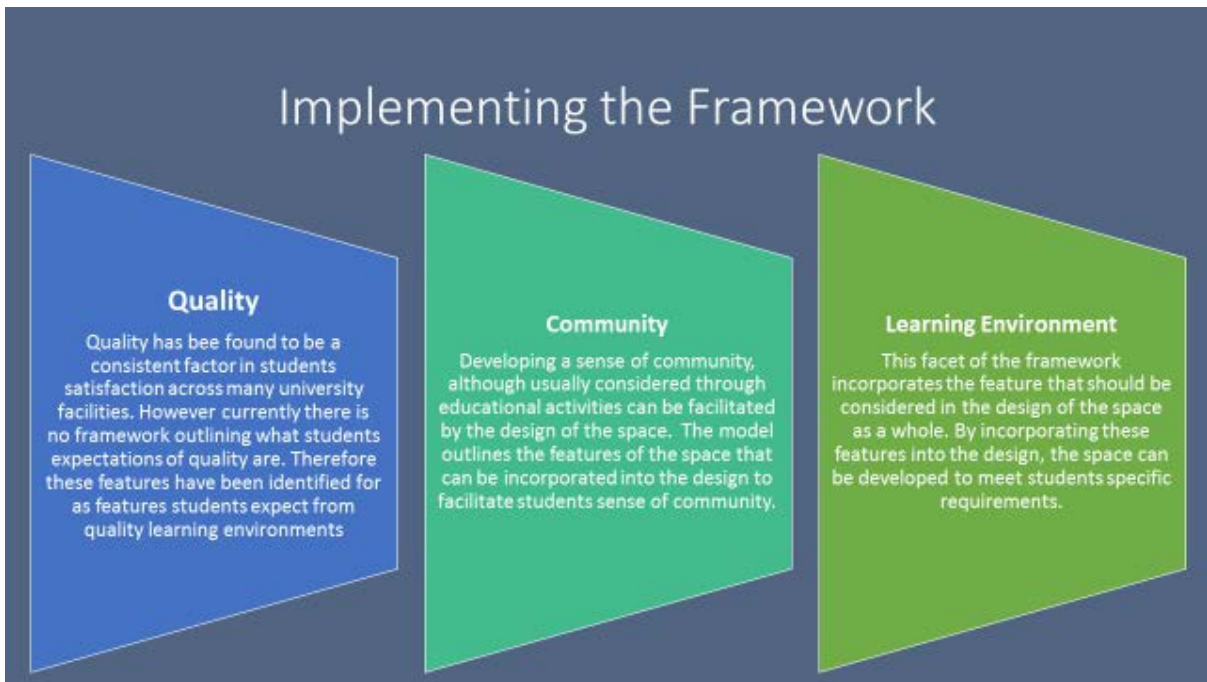 Implementing the Framework
Quality
Quality has bee found to be a
consistent factor in students
satisfaction across many university
facilities. However currently there is
no framework outlining what students
expectations of quality are. Therefore
these features have been identified for
as features students expect from
quality learning environments
Community
Developing a sense of community,
although usually considered through
educational activities can be facilitated
by the design of the space. The model
outlines the features of the space that
can be incorporated into the design to
facilitate students sense of community.
Learning Environment
This facet of the framework
incorporates the feature that should be
considered in the design of the space
as a whole. By incorporating these
features into the design, the space can
be developed to meet students specific
requirements.